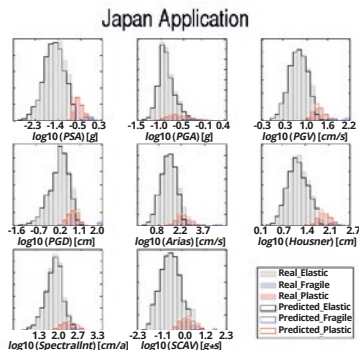 Japan Application
-2.3 -1.4 -0.5 0.3
log10 (PSA) [g]
-1.5 -1.0 -0.6 -0.1 0.4
log10 (PGA) [g]
-0.3 0.3 1.0 1.6 2.2
log10 (PGV) [cm/s]
-1.6 -0.7 0.2 1.1 2.0
log10 (PGD) [cm]
0.8 2.2 3.7
log10 (Arias) [cm/s]
0.1 0.8 1.4 2.1 2.7
log10 (Housner) [cm]
1.3 2.0 2.6 3.3
log10 (SpectralInt) [cm/a]
-2.3 -1.1 0.0 1.1 2.3
log10 (SCAV) [g*s]
Real_Elastic
Real_Fragile
Real_Plastic
Predicted_Elastic
Predicted_Fragile
Predicted_Plastic